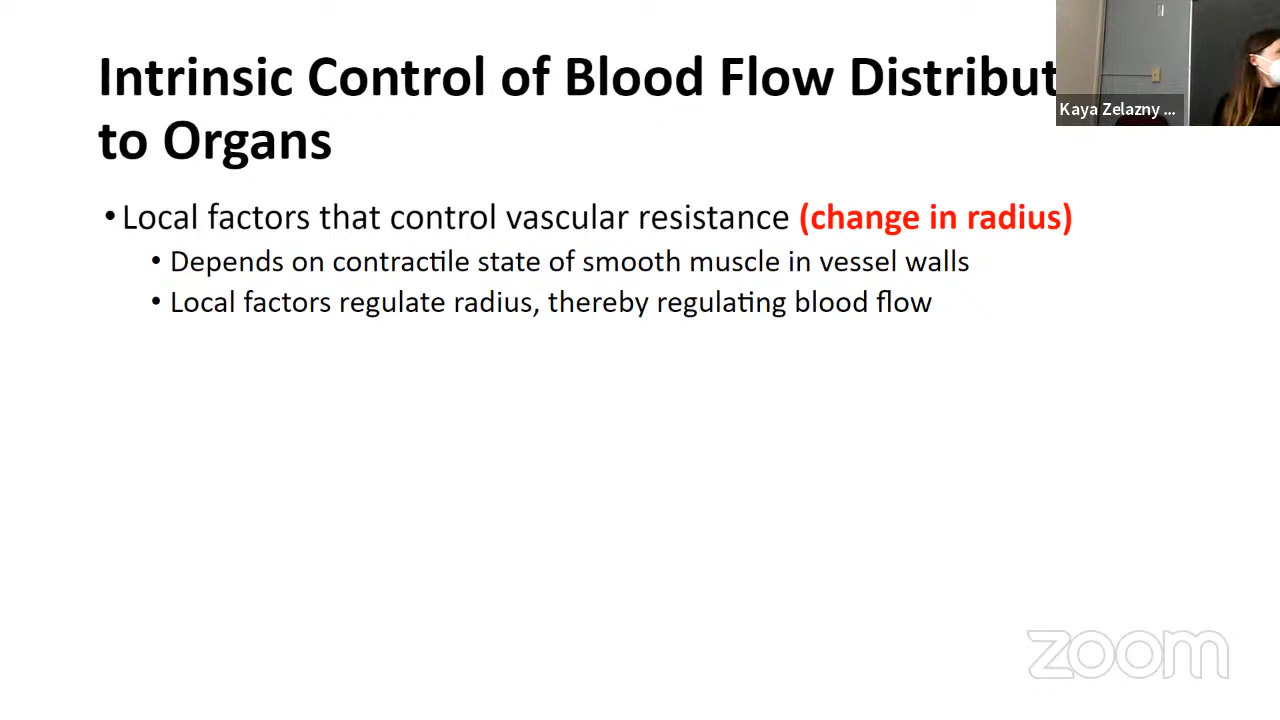 Intrinsic Control of Blood Flow Distribut
to Organs
Kaya Zelazny ...
• Local factors that control vascular resistance (change in radius)
• Depends on contractile state of smooth muscle in vessel walls
• Local factors regulate radius, thereby regulating blood flow
zoom